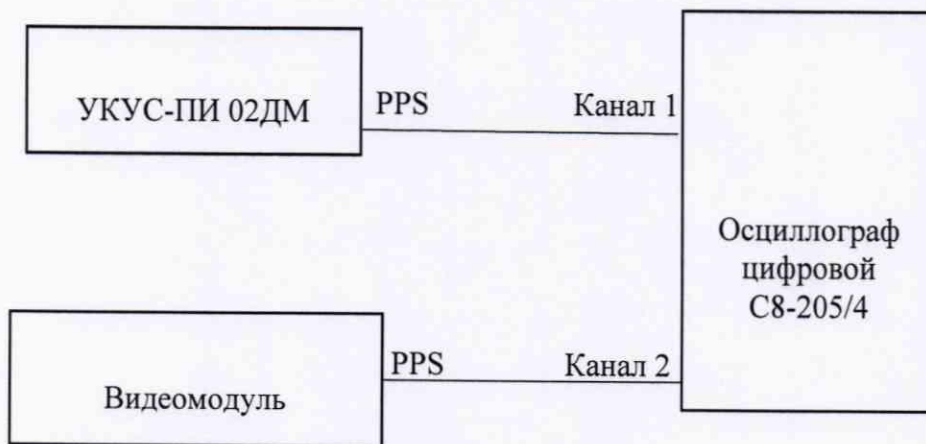 УКУС-ПИ 02ДМ
PPS
Канал 1
Осциллограф
цифровой
С8-205/4
PPS
Канал 2
Видеомодуль